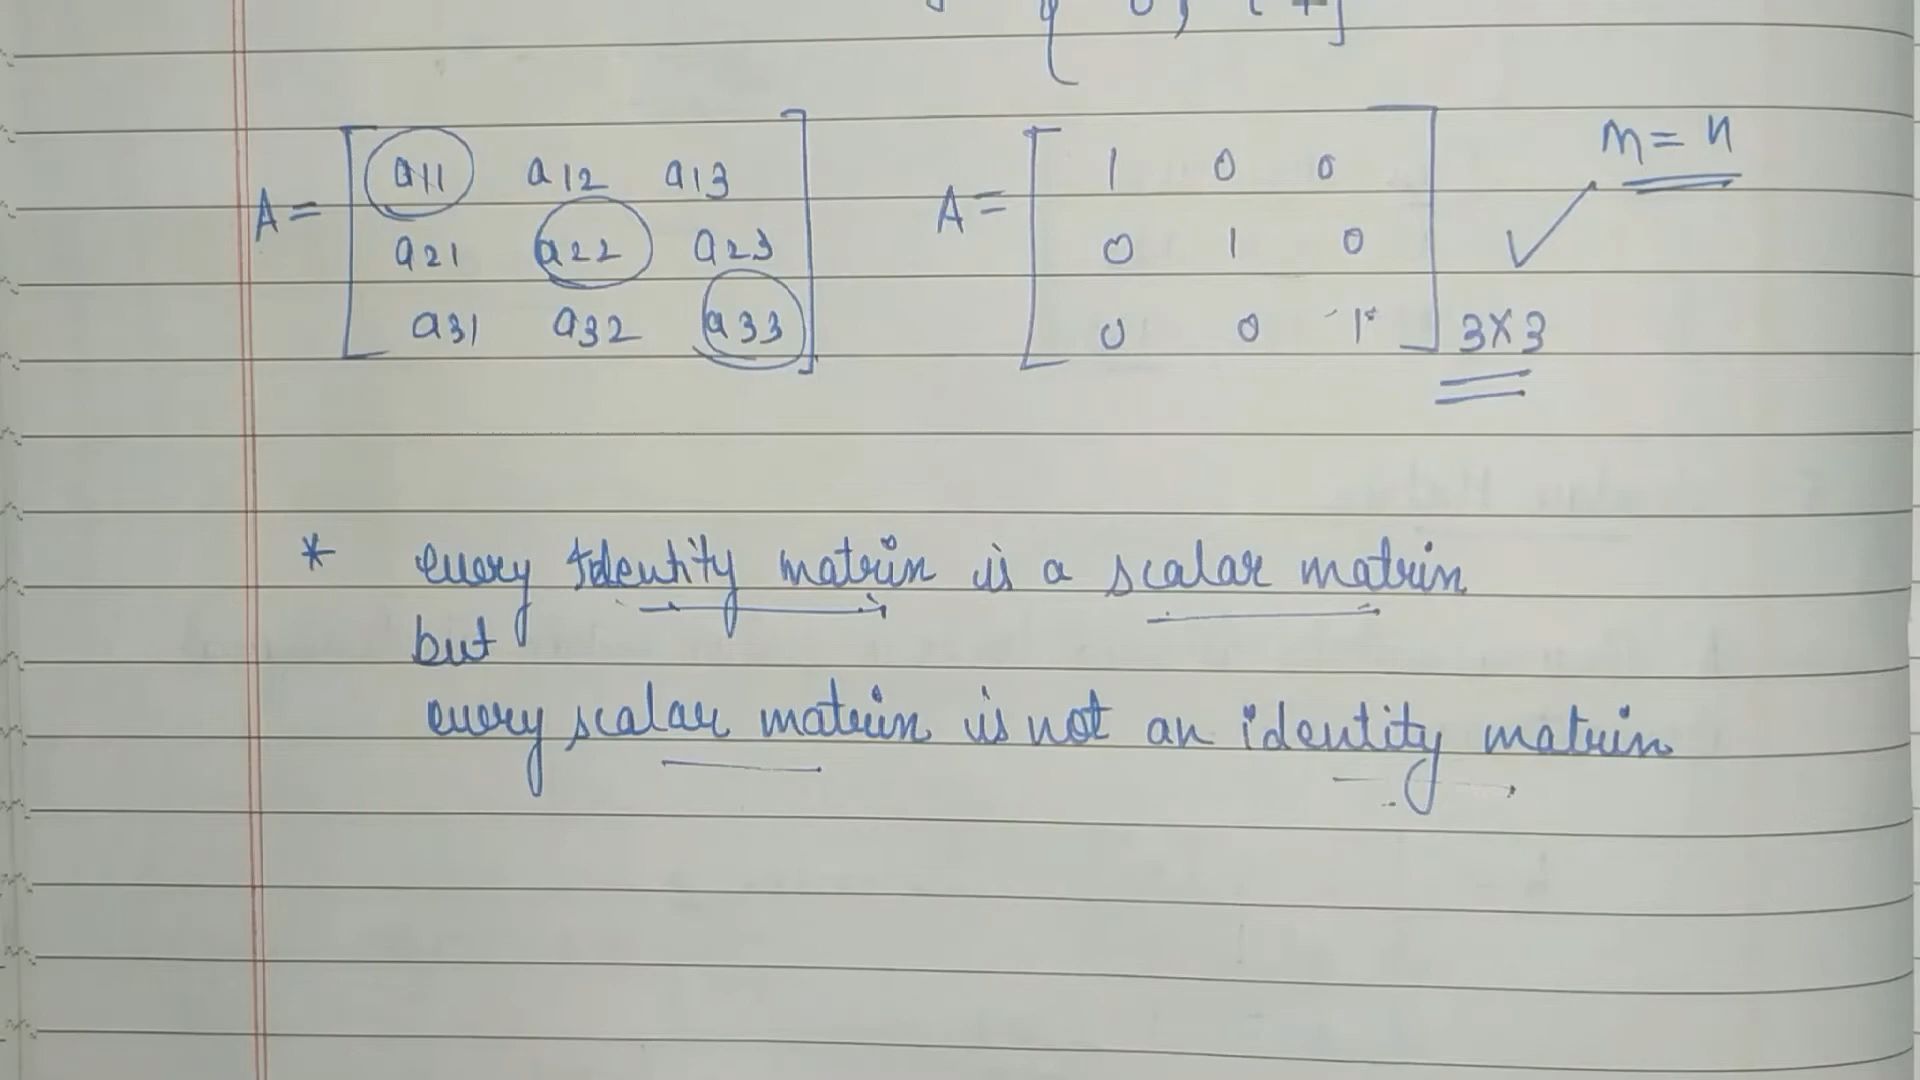 A = [ a11 a12 a13
a21 a22 a23
a31 a32 a33 ]
A = [ 1 0 0
0 1 0
0 0 1 ] 3×3
m = n
* every Identity matrix is a scalar matrix
but
every scalar matrix is not an identity matrix